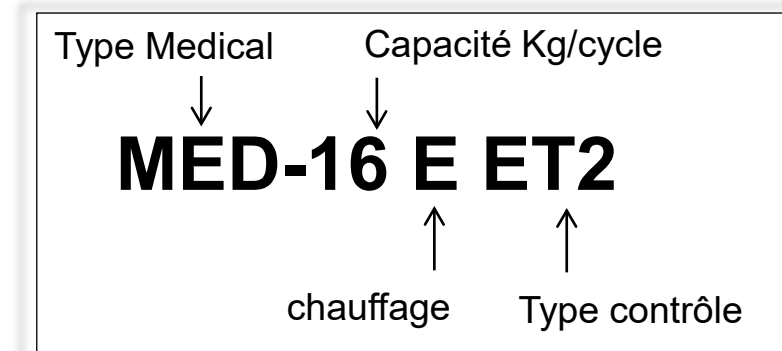 Type Medical Capacité Kg/cycle
MED-16 E ET2
chauffage Type contrôle